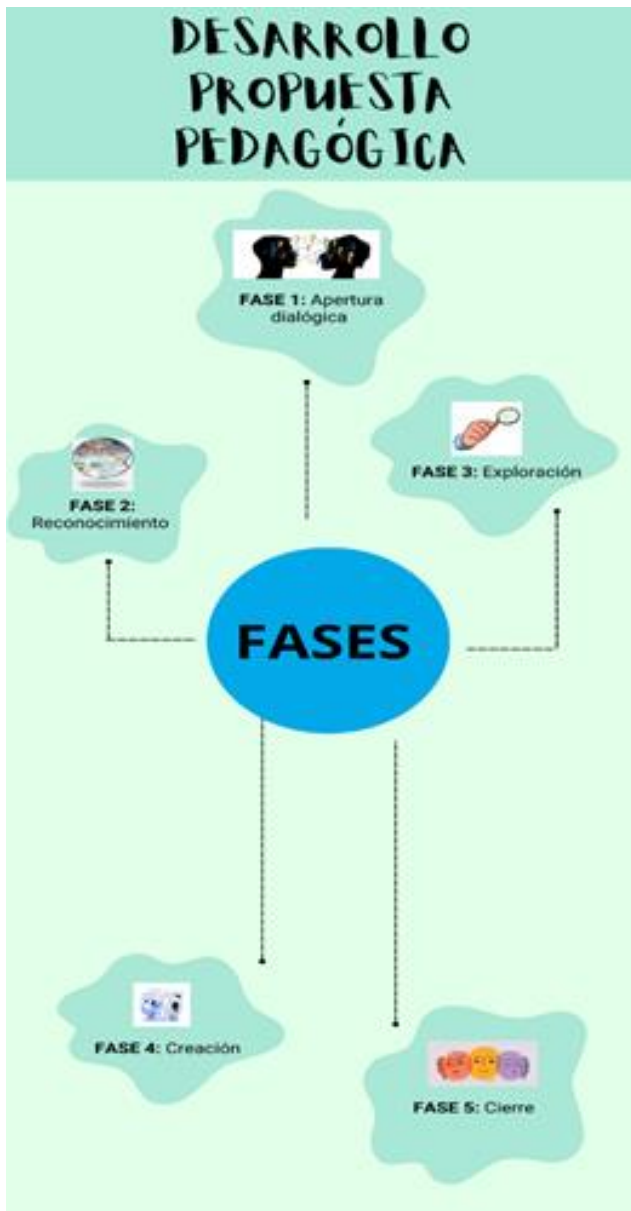 DESARROLLO
PROPUESTA
PEDAGÓGICA
FASE 1: Apertura
dialógica
FASE 2:
Reconocimiento
FASE 3: Exploración
FASES
FASE 4: Creación
FASE 5: Cierre